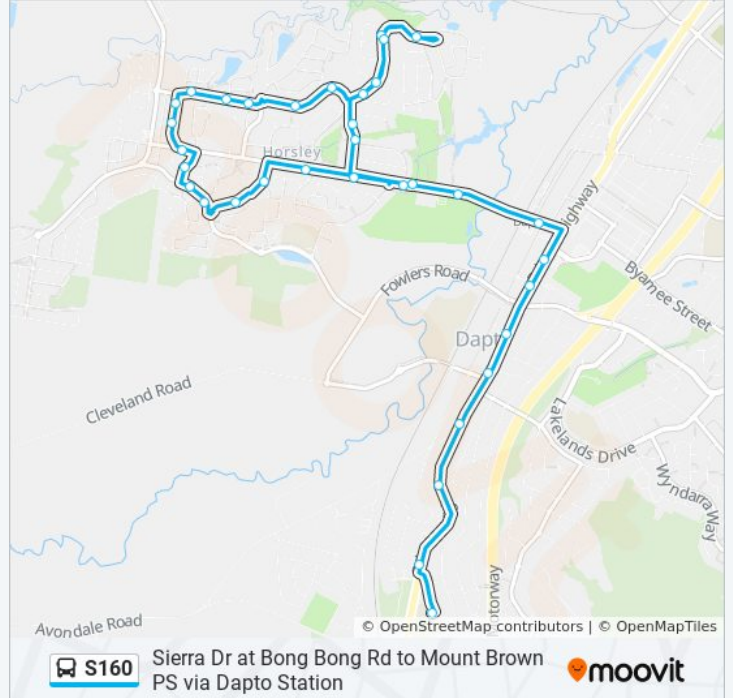 Horsley
Highway
Byamee Street
Fowlers Road
Dapt
Cleveland Road
Lakelands Drive
Wyndarra Way
Motorway
Avondale Road
© OpenStreetMap contributors | © OpenMapTiles
S160
Sierra Dr at Bong Bong Rd to Mount Brown
PS via Dapto Station
moovit